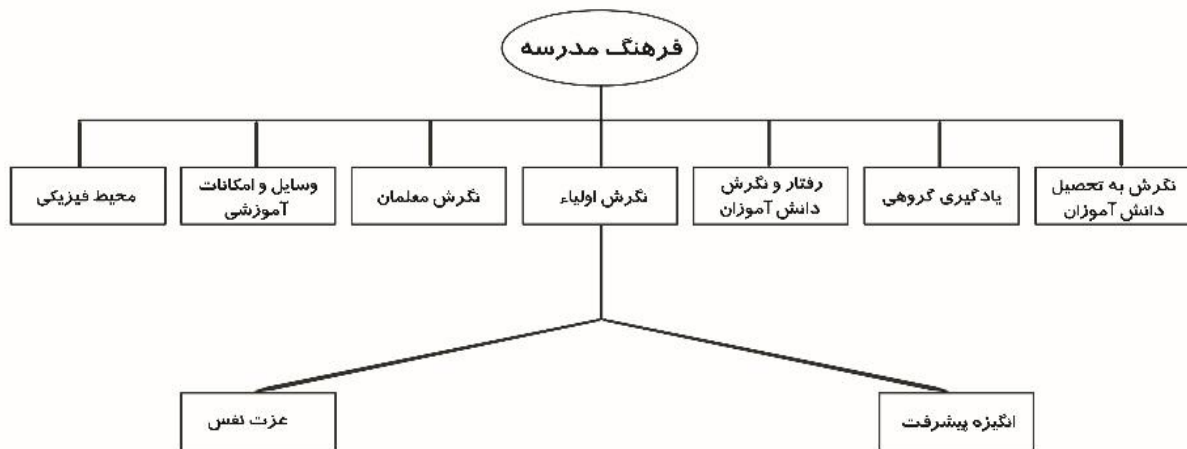 فرهنگ مدرسه
نگرش به تحصیل
دانش آموزان
یادگیری گروهی
رفتار و نگرش
دانش آموزان
نگرش اولیاء
نگرش معلمان
وسایل و امکانات
آموزشی
محیط فیزیکی
انگیزه پیشرفت
عزت نفس